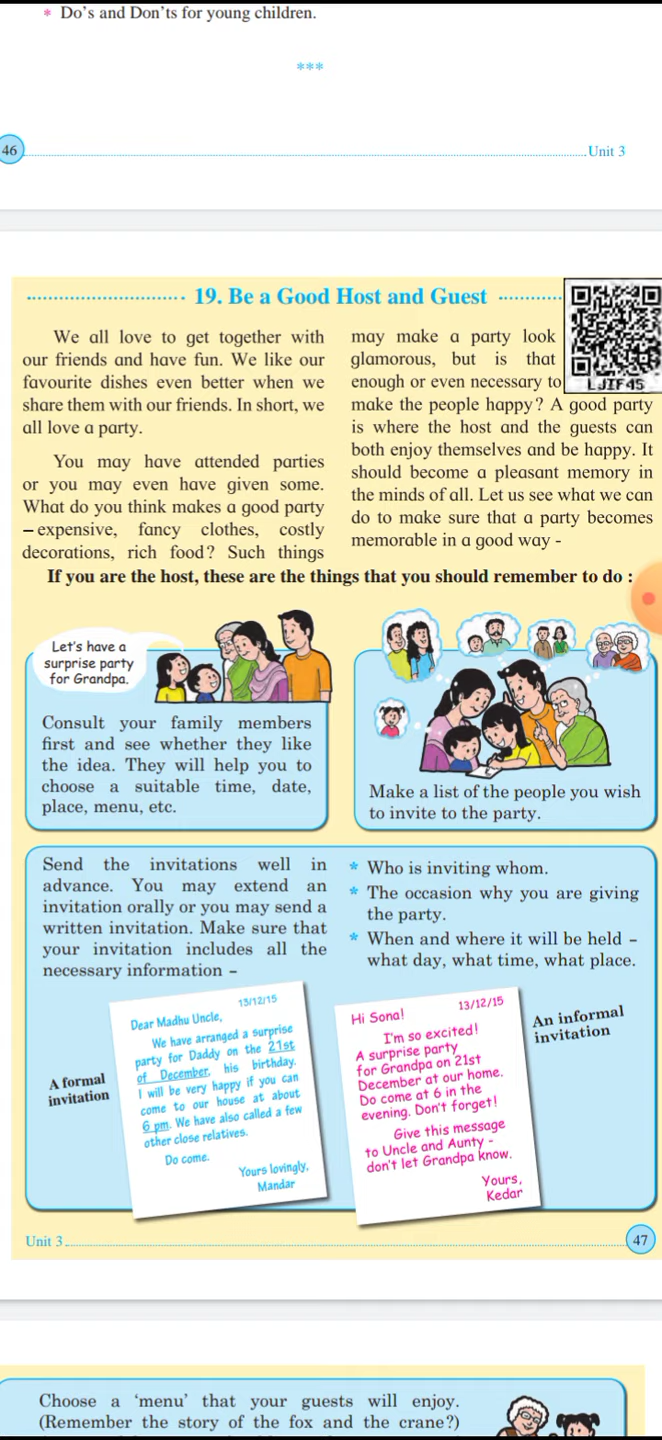 * Do's and Don'ts for young children.
***
46
Unit 3
19. Be a Good Host and Guest
We all love to get together with
our friends and have fun. We like our
favourite dishes even better when we
share them with our friends. In short, we
all love a party.
You may have attended parties
or you may even have given some.
What do you think makes a good party
– expensive, fancy clothes, costly
decorations, rich food? Such things
may make a party look
glamorous, but is that
enough or even necessary to
make the people happy? A good party
is where the host and the guests can
both enjoy themselves and be happy. It
should become a pleasant memory in
the minds of all. Let us see what we can
do to make sure that a party becomes
memorable in a good way -
LJIF45
If you are the host, these are the things that you should remember to do :
Let's have a
surprise party
for Grandpa.
Consult your family members
first and see whether they like
the idea. They will help you to
choose a suitable time, date,
place, menu, etc.
Make a list of the people you wish
to invite to the party.
Send the invitations well in
advance. You may extend an
invitation orally or you may send a
written invitation. Make sure that
your invitation includes all the
necessary information –
* Who is inviting whom.
* The occasion why you are giving
the party.
* When and where it will be held –
what day, what time, what place.
A formal
invitation
13/12/15
Dear Madhu Uncle,
We have arranged a surprise
party for Daddy on the 21st
of December, his birthday.
I will be very happy if you can
come to our house at about
6 pm. We have also called a few
other close relatives.
Do come.
Yours lovingly,
Mandar
13/12/15
Hi Sona!
I'm so excited!
A surprise party
for Grandpa on 21st
December at our home.
Do come at 6 in the
evening. Don't forget!
Give this message
to Uncle and Aunty -
don't let Grandpa know.
Yours,
Kedar
An informal
invitation
Unit 3
47
Choose a 'menu' that your guests will enjoy.
(Remember the story of the fox and the crane?)